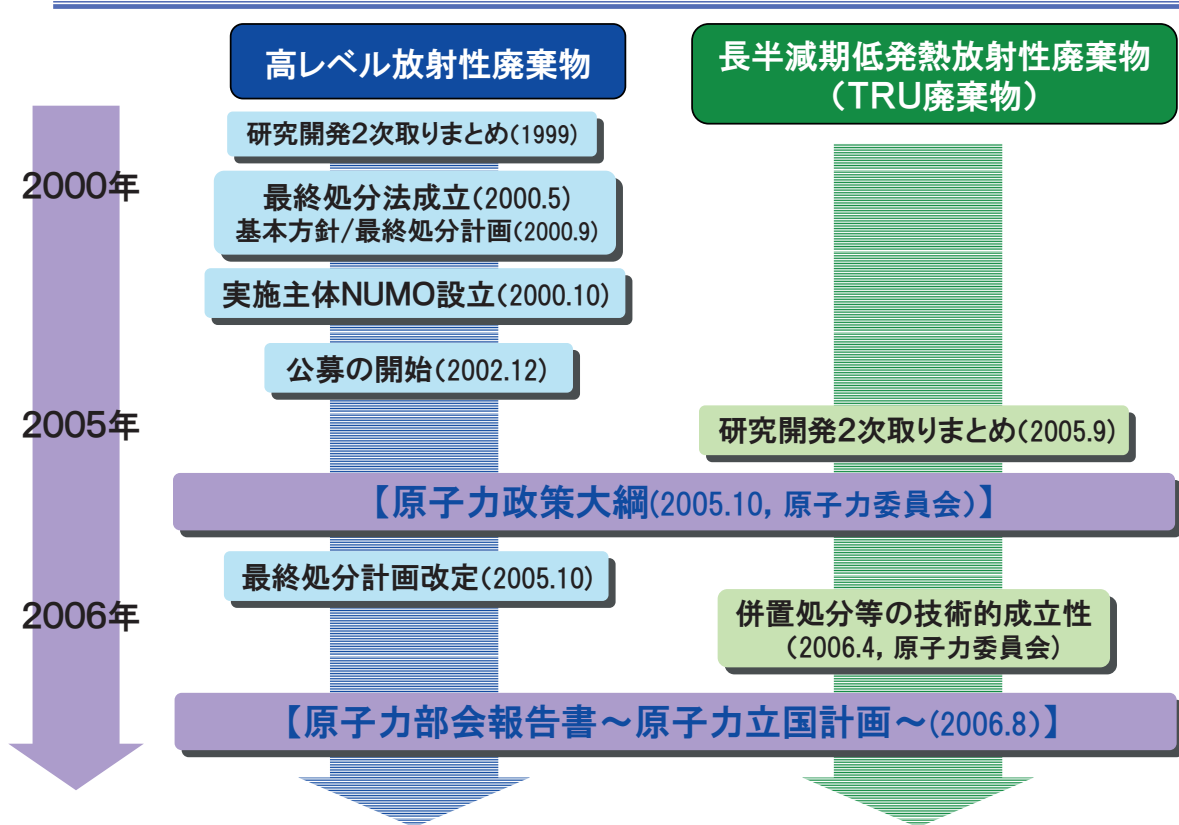 高レベル放射性廃棄物
長半減期低発熱放射性廃棄物
（TRU廃棄物）
研究開発2次取りまとめ(1999)
2000年
最終処分法成立(2000.5)
基本方針/最終処分計画(2000.9)
実施主体NUMO設立(2000.10)
公募の開始(2002.12)
2005年
研究開発2次取りまとめ(2005.9)
【原子力政策大綱(2005.10, 原子力委員会)】
最終処分計画改定(2005.10)
2006年
併置処分等の技術的成立性
(2006.4, 原子力委員会)
【原子力部会報告書～原子力立国計画～(2006.8)】